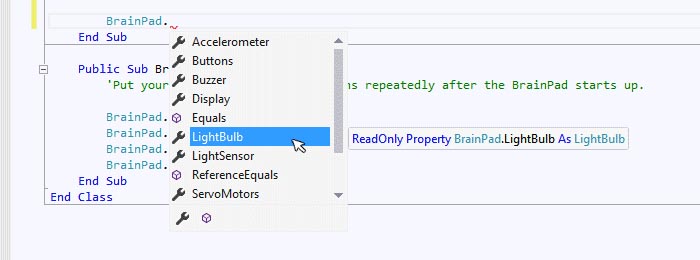 BrainPad.
End Sub
Accelerometer
Buttons
Buzzer
Display
Equals
LightBulb
LightSensor
ReferenceEquals
ServoMotors
ReadOnly Property BrainPad.LightBulb As LightBulb
Public Sub Br
'Put your ns repeatedly after the BrainPad starts up.
BrainPad.
BrainPad.
BrainPad.
BrainPad.
End Sub
End Class